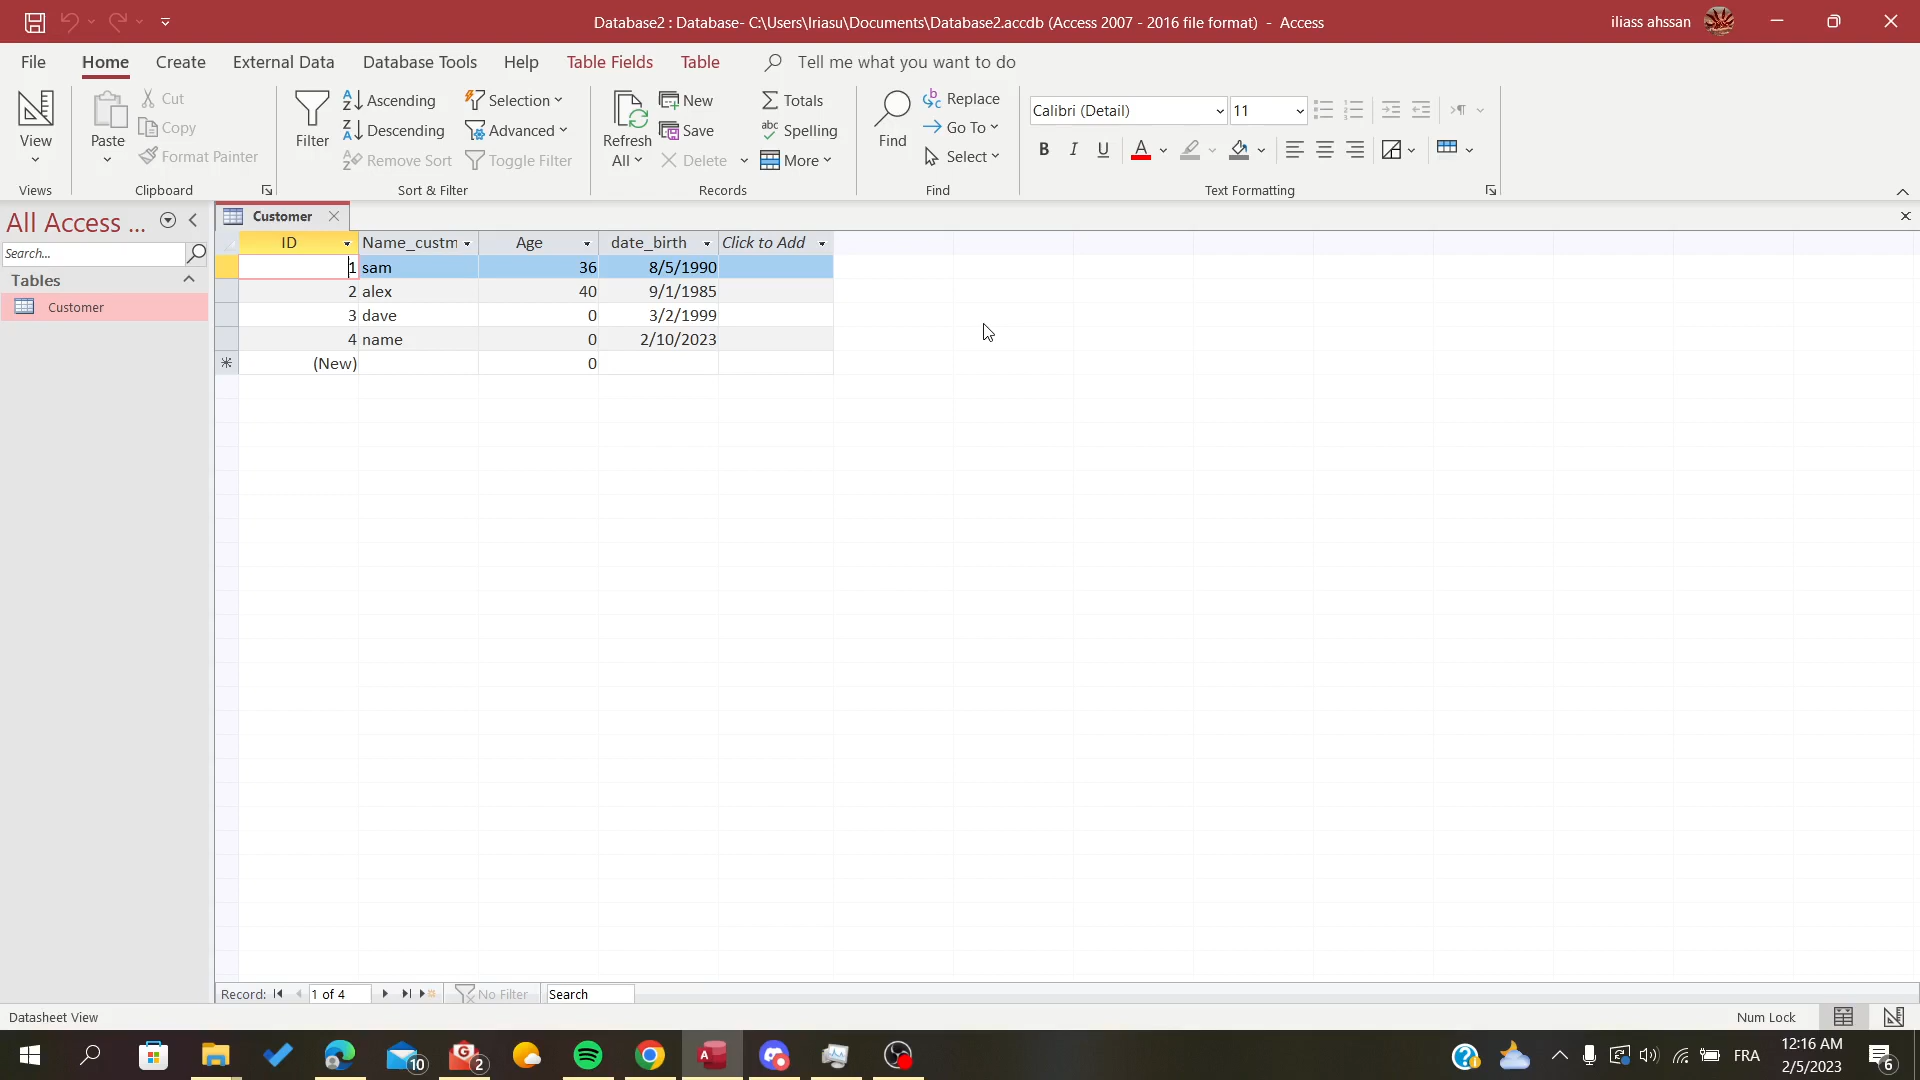 Database2 : Database- C:\Users\Iriasu\Documents\Database2.accdb (Access 2007 - 2016 file format) - Access
iliass ahssan
File Home Create External Data Database Tools Help Table Fields Table Tell me what you want to do
View
Views
Paste
Cut
Copy
Format Painter
Clipboard
Filter
Ascending
Descending
Remove Sort
Selection
Advanced
Toggle Filter
Sort & Filter
Refresh
All
New
Save
Delete
Totals
Spelling
More
Records
Find
Replace
Go To
Select
Find
Calibri (Detail) 11
B I U A
Text Formatting
All Access ...
Search...
Tables
Customer
Customer
ID Name_custm Age date_birth Click to Add
1 sam 36 8/5/1990
2 alex 40 9/1/1985
3 dave 0 3/2/1999
4 name 0 2/10/2023
(New) 0
Record: 1 of 4 No Filter Search
Datasheet View
Num Lock
10
2
FRA
12:16 AM
2/5/2023
6